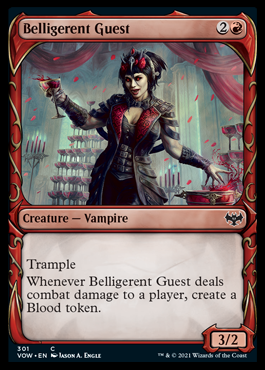 Belligerent Guest 2
Creature — Vampire
Trample
Whenever Belligerent Guest deals
combat damage to a player, create a
Blood token.
3/2
301 C
VOW • EN Jason A. Engle
™ & © 2021 Wizards of the Coast